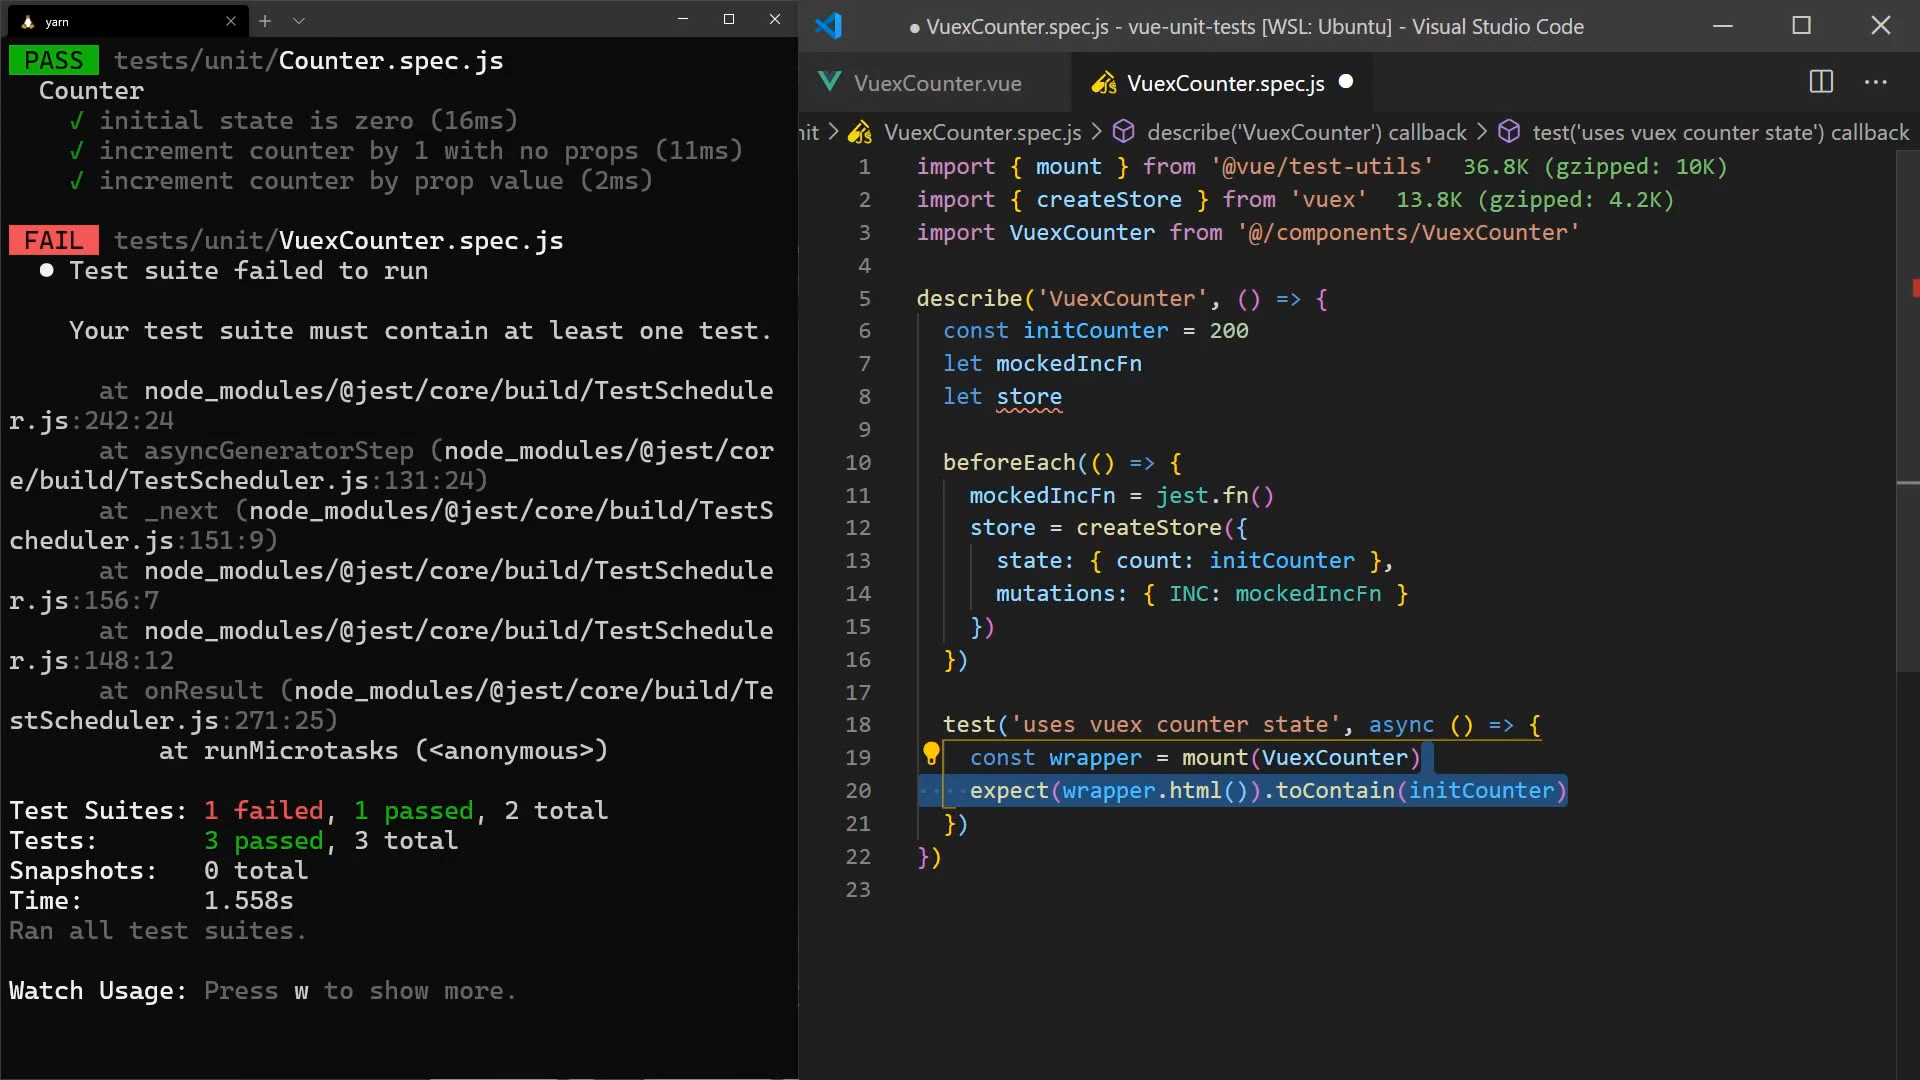 yarn
PASS tests/unit/Counter.spec.js
Counter
√ initial state is zero (16ms)
√ increment counter by 1 with no props (11ms)
√ increment counter by prop value (2ms)
FAIL tests/unit/VuexCounter.spec.js
● Test suite failed to run
Your test suite must contain at least one test.
at node_modules/@jest/core/build/TestSchedule
r.js:242:24
at asyncGeneratorStep (node_modules/@jest/cor
e/build/TestScheduler.js:131:24)
at _next (node_modules/@jest/core/build/TestS
cheduler.js:151:9)
at node_modules/@jest/core/build/TestSchedule
r.js:156:7
at node_modules/@jest/core/build/TestSchedule
r.js:148:12
at onResult (node_modules/@jest/core/build/Te
stScheduler.js:271:25)
at runMicrotasks (<anonymous>)
Test Suites: 1 failed, 1 passed, 2 total
Tests: 3 passed, 3 total
Snapshots: 0 total
Time: 1.558s
Ran all test suites.
Watch Usage: Press w to show more.
● VuexCounter.spec.js - vue-unit-tests [WSL: Ubuntu] - Visual Studio Code
VuexCounter.vue
VuexCounter.spec.js ●
nit > VuexCounter.spec.js > describe('VuexCounter') callback > test('uses vuex counter state') callback
1 import { mount } from '@vue/test-utils' 36.8K (gzipped: 10K)
2 import { createStore } from 'vuex' 13.8K (gzipped: 4.2K)
3 import VuexCounter from '@/components/VuexCounter'
4
5 describe('VuexCounter', () => {
6 const initCounter = 200
7 let mockedIncFn
8 let store
9
10 beforeEach(() => {
11 mockedIncFn = jest.fn()
12 store = createStore({
13 state: { count: initCounter },
14 mutations: { INC: mockedIncFn }
15 })
16 })
17
18 test('uses vuex counter state', async () => {
19 const wrapper = mount(VuexCounter)
20 expect(wrapper.html()).toContain(initCounter)
21 })
22 })
23